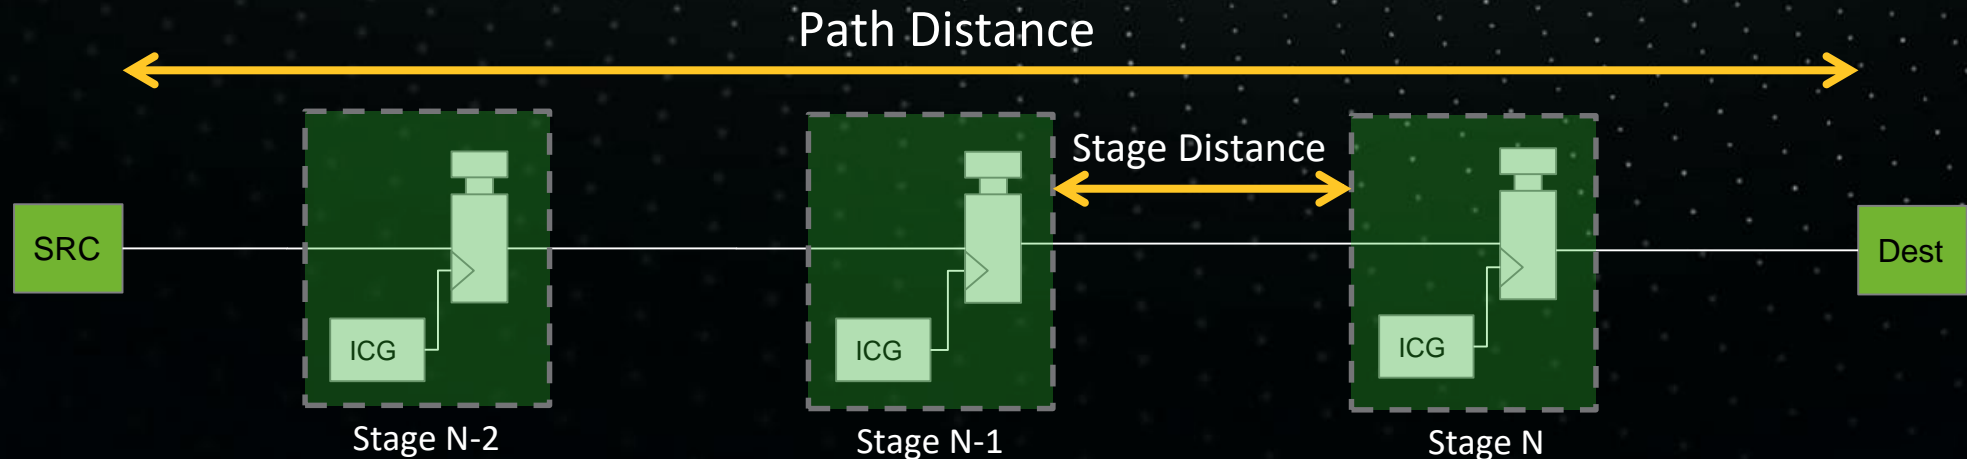 Path Distance
Stage Distance
SRC
Dest
ICG
ICG
ICG
Stage N-2
Stage N-1
Stage N